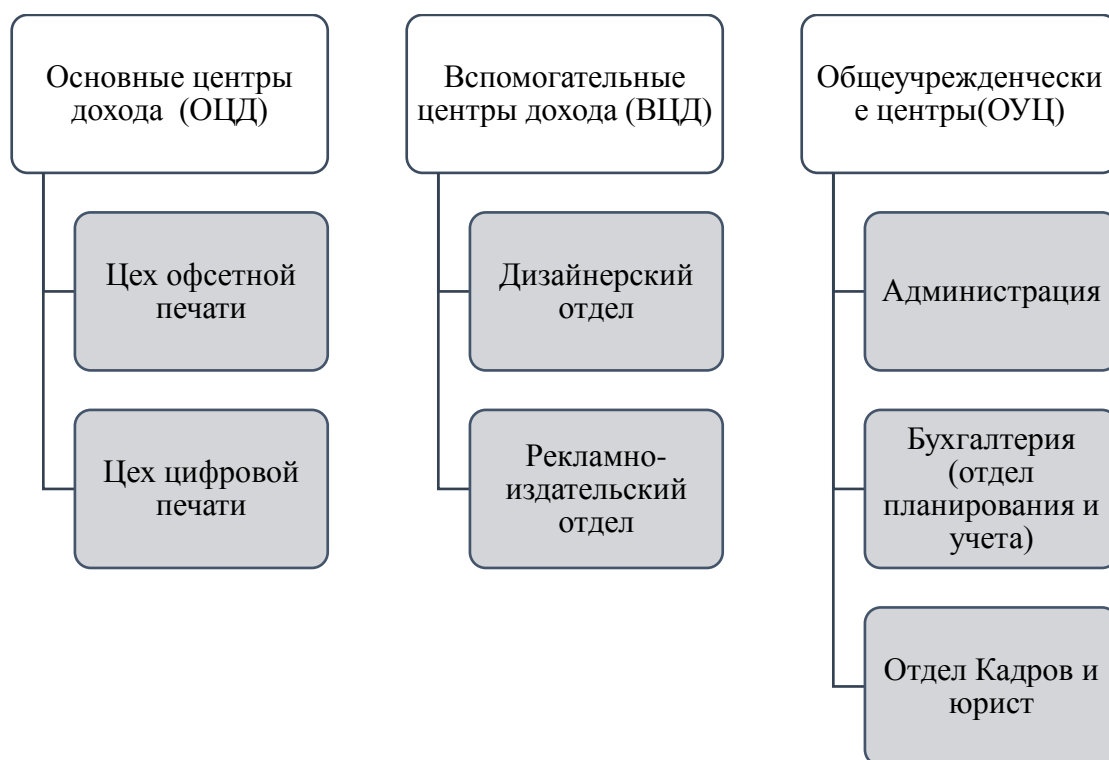 Основные центры
дохода (ОЦД)
Цех офсетной
печати
Цех цифровой
печати
Вспомогательные
центры дохода (ВЦД)
Дизайнерский
отдел
Рекламно-
издательский
отдел
Общеучрежденчески
е центры(ОУЦ)
Администрация
Бухгалтерия
(отдел
планирования и
учета)
Отдел Кадров и
юрист